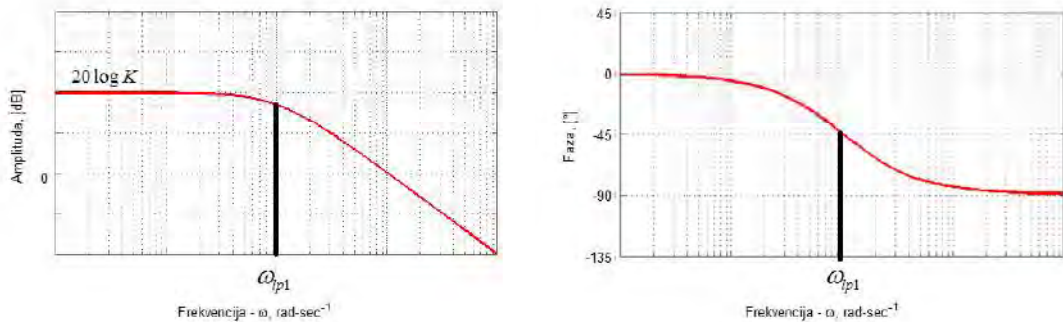 20 log K
Amplituda, [dB]
0
ω_lp1
Frekvencija - ω, rad-sec⁻¹
45
0
-45
-90
-135
Faza, [°]
ω_lp1
Frekvencija - ω, rad-sec⁻¹